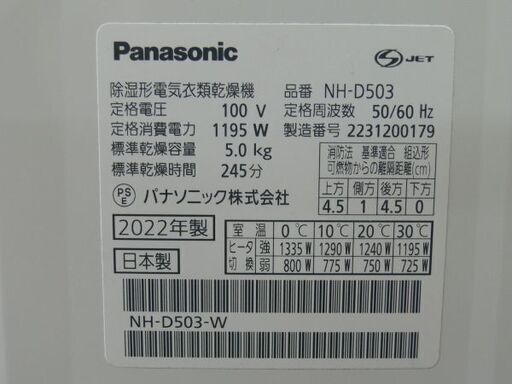 Panasonic
S JET
除湿形電気衣類乾燥機 品番 NH-D503
定格電圧 100 V 定格周波数 50/60 Hz
定格消費電力 1195 W 製造番号 2231200179
標準乾燥容量 5.0 kg
標準乾燥時間 245分
消防法 基準適合 組込形
可燃物からの離隔距離(cm)
上方 側方 後方 下方
4.5 1 4.5 0
PSE パナソニック株式会社
2022年製
日本製
室温 0℃ 10℃ 20℃ 30℃
ヒータ切換 強 1335 W 1290 W 1240 W 1195 W
弱 800 W 775 W 750 W 725 W
NH-D503-W